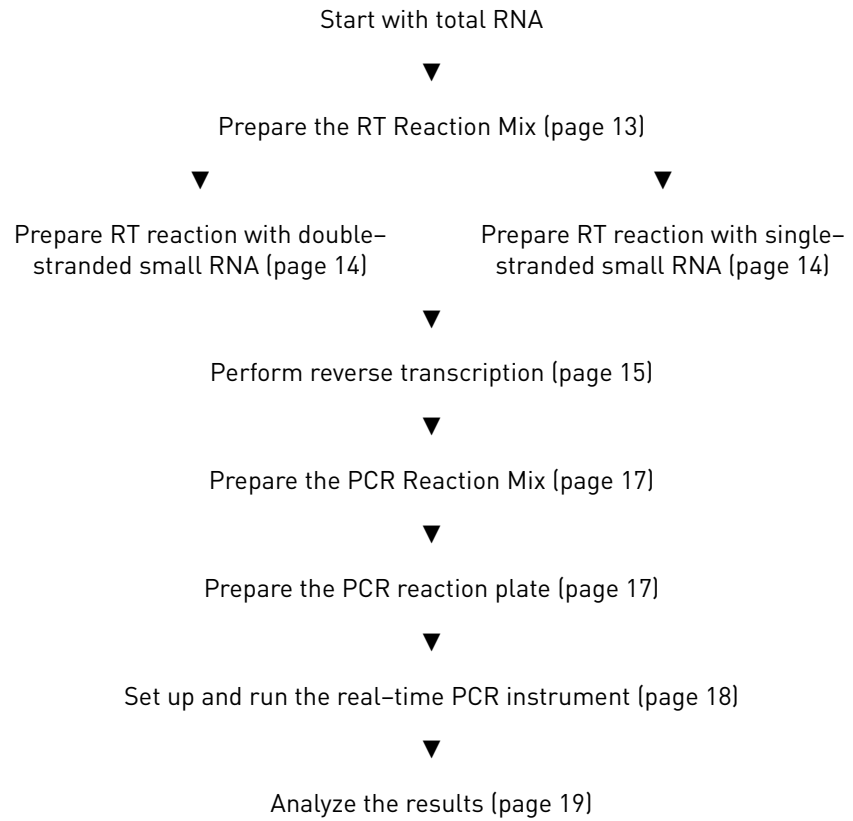 Start with total RNA
▼
Prepare the RT Reaction Mix (page 13)
▼ ▼
Prepare RT reaction with double–
stranded small RNA (page 14)
Prepare RT reaction with single–
stranded small RNA (page 14)
▼
Perform reverse transcription (page 15)
▼
Prepare the PCR Reaction Mix (page 17)
▼
Prepare the PCR reaction plate (page 17)
▼
Set up and run the real–time PCR instrument (page 18)
▼
Analyze the results (page 19)